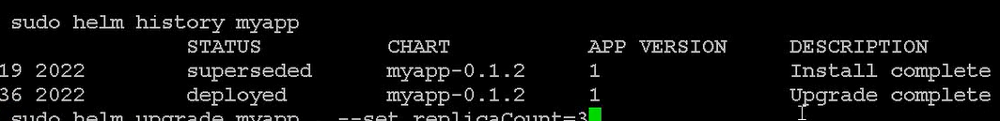 sudo helm history myapp
STATUS CHART APP VERSION DESCRIPTION
19 2022 superseded myapp-0.1.2 1 Install complete
36 2022 deployed myapp-0.1.2 1 Upgrade complete
sudo helm upgrade myapp --set replicaCount=3